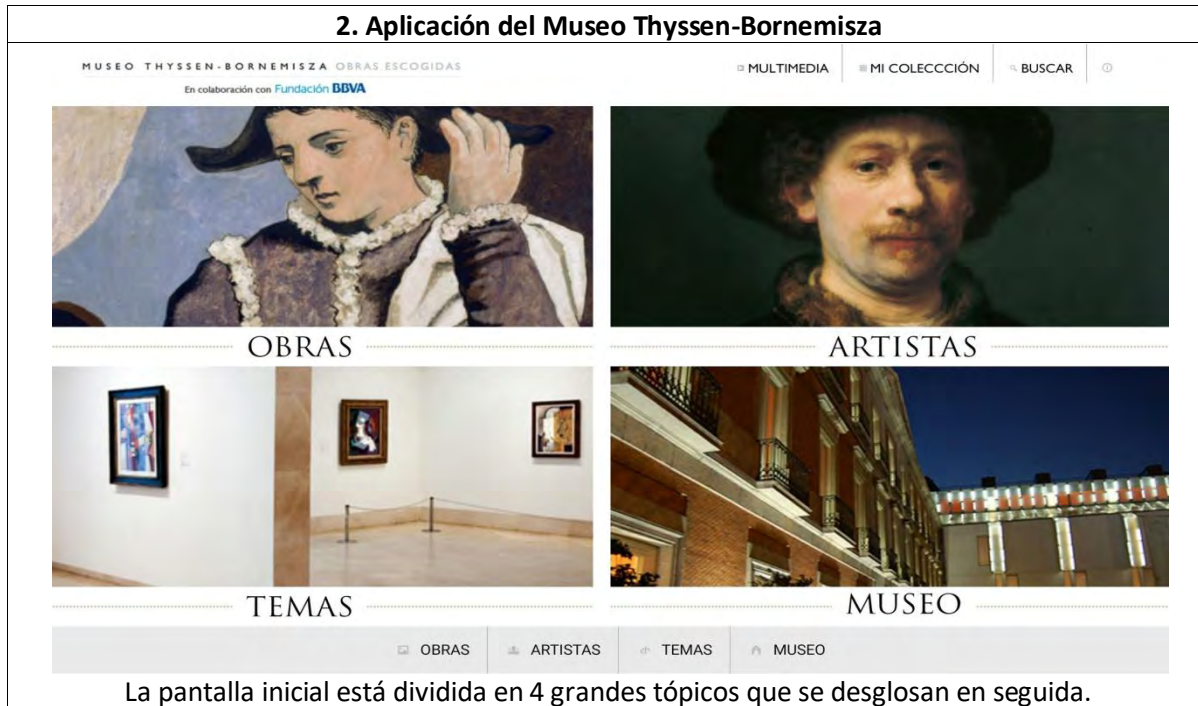 2. Aplicación del Museo Thyssen-Bornemisza
MUSEO THYSSEN-BORNEMISZA OBRAS ESCOGIDAS
En colaboración con Fundación BBVA
MULTIMEDIA MI COLECCCIÓN BUSCAR
OBRAS ARTISTAS
TEMAS MUSEO
OBRAS ARTISTAS TEMAS MUSEO
La pantalla inicial está dividida en 4 grandes tópicos que se desglosan en seguida.